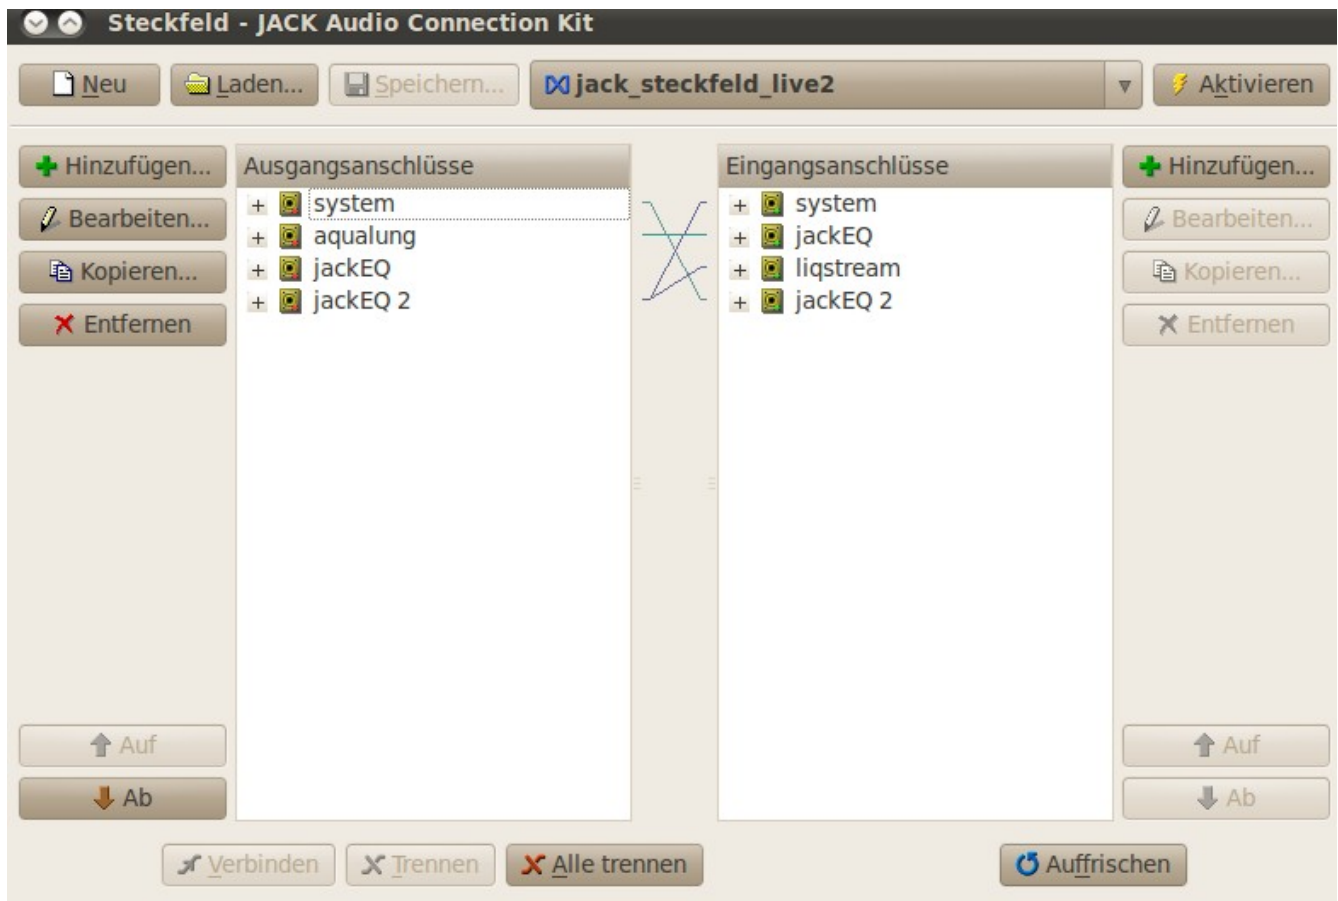 Steckfeld - JACK Audio Connection Kit
Neu
Laden...
Speichern...
jack_steckfeld_live2
Aktivieren
Hinzufügen...
Bearbeiten...
Kopieren...
Entfernen
Ausgangsanschlüsse
system
aqualung
jackEQ
jackEQ 2
Eingangsanschlüsse
system
jackEQ
liqstream
jackEQ 2
Hinzufügen...
Bearbeiten...
Kopieren...
Entfernen
Auf
Ab
Auf
Ab
Verbinden
Trennen
Alle trennen
Auffrischen